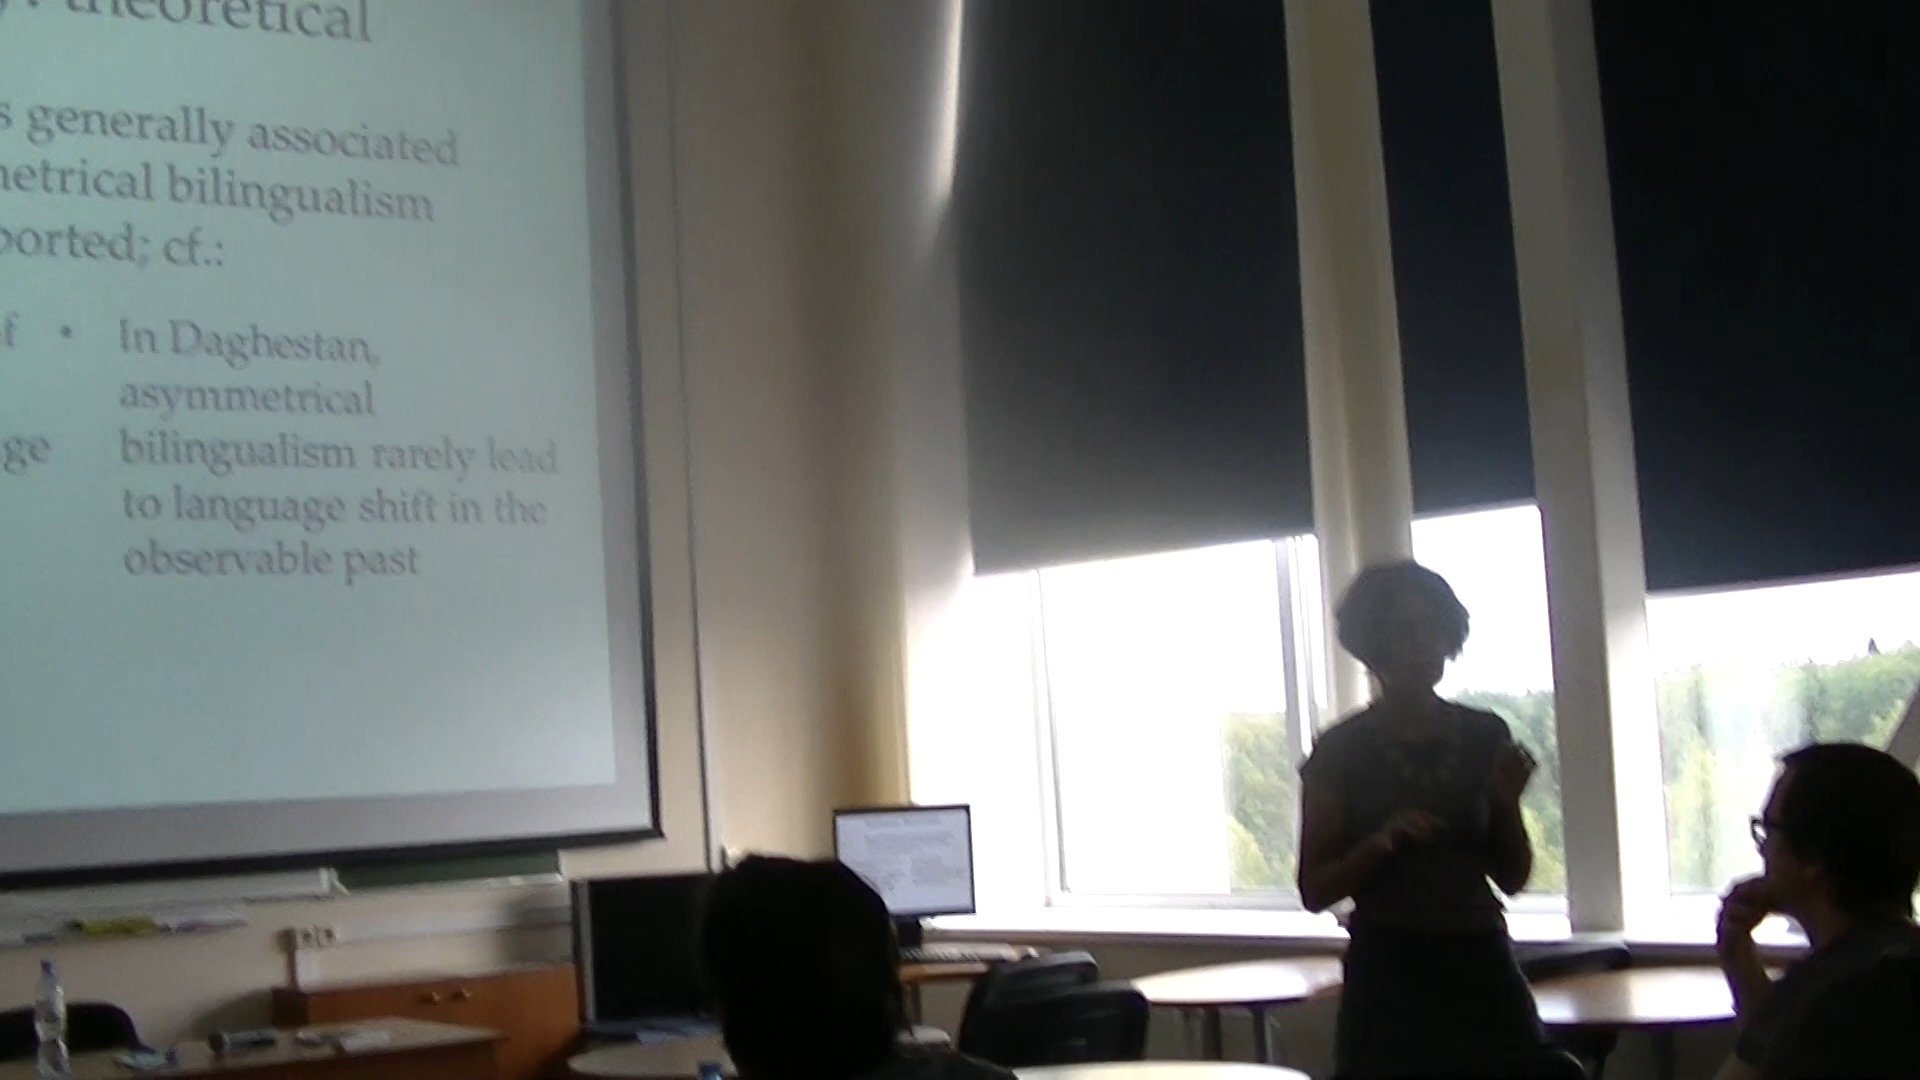 theoretical
s generally associated
etrical bilingualism
ported; cf.:
f • In Daghestan,
asymmetrical
ge bilingualism rarely lead
to language shift in the
observable past